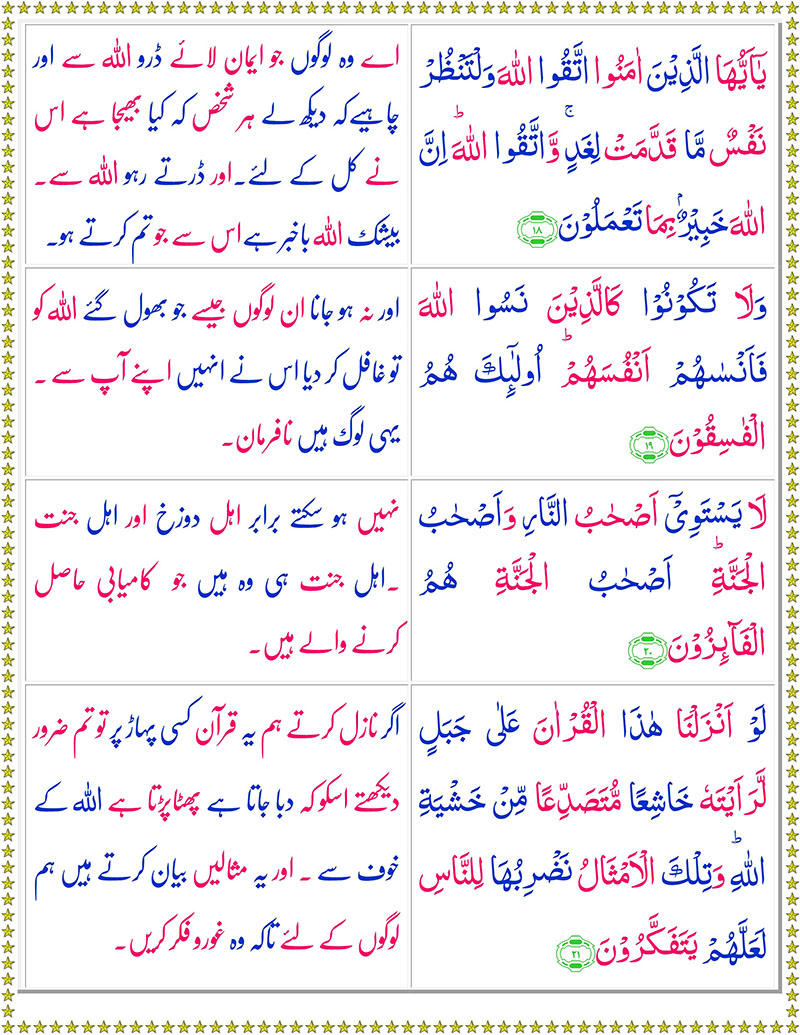 یٰۤاَیُّهَا الَّذِیْنَ اٰمَنُوا اتَّقُوا اللّٰهَ وَلْتَنْظُرْ
نَفْسٌ مَّا قَدَّمَتْ لِغَدٍ ۚ وَّاتَّقُوا اللّٰهَ ؕ اِنَّ
اللّٰهَ خَبِیْرٌۢ بِمَا تَعْمَلُوْنَ ﴿۱۸﴾
اے وہ لوگوں جو ایمان لائے ڈرو اللہ سے اور
چاہیے کہ دیکھ لے ہر شخص کہ کیا بھیجا ہے اس
نے کل کے لئے۔اور ڈرتے رہو اللہ سے۔
بیشک اللہ باخبر ہے اس سے جو تم کرتے ہو۔
وَلَا تَكُوْنُوْا كَالَّذِیْنَ نَسُوا اللّٰهَ
فَاَنْسٰىهُمْ اَنْفُسَهُمْ ؕ اُولٰٓىِٕكَ هُمُ
الْفٰسِقُوْنَ ﴿۱۹﴾
اور نہ ہو جانا ان لوگوں جیسے جو بھول گئے اللہ کو
تو غافل کر دیا اس نے انہیں اپنے آپ سے ۔
یہی لوگ ہیں نافرمان۔
لَا یَسْتَوِیْۤ اَصْحٰبُ النَّارِ وَاَصْحٰبُ
الْجَنَّةِ ؕ اَصْحٰبُ الْجَنَّةِ هُمُ
الْفَآىِٕزُوْنَ ﴿۲۰﴾
نہیں ہو سکتے برابر اہل دوزخ اور اہل جنت
۔اہل جنت ہی وہ ہیں جو کامیابی حاصل
کرنے والے ہیں۔
لَوْ اَنْزَلْنَا هٰذَا الْقُرْاٰنَ عَلٰى جَبَلٍ
لَّرَاَیْتَهٗ خَاشِعًا مُّتَصَدِّعًا مِّنْ خَشْیَةِ
اللّٰهِ ؕ وَتِلْكَ الْاَمْثَالُ نَضْرِبُهَا لِلنَّاسِ
لَعَلَّهُمْ یَتَفَكَّرُوْنَ ﴿۲۱﴾
اگر نازل کرتے ہم یہ قرآن کسی پہاڑ پر تو تم ضرور
دیکھتے اسکو کہ دبا جاتا ہے پھٹا پڑتا ہے اللہ کے
خوف سے ۔ اور یہ مثالیں بیان کرتے ہیں ہم
لوگوں کے لئے تاکہ وہ غورو فکر کریں۔